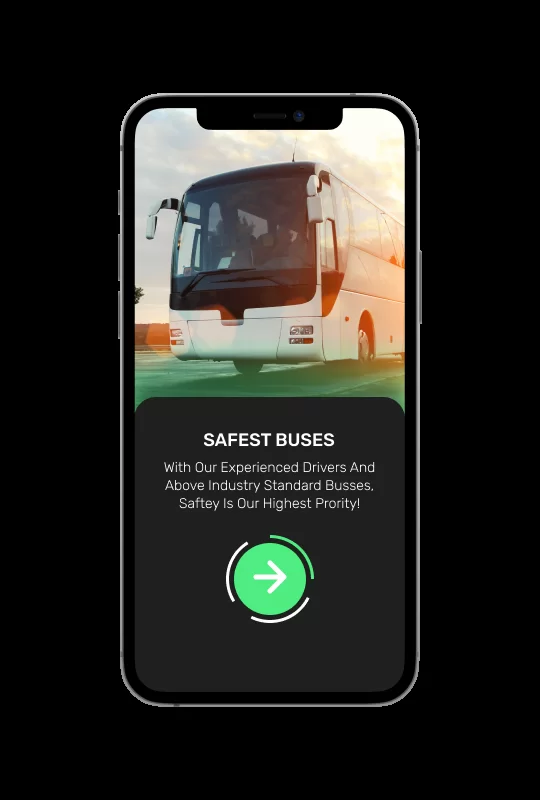 SAFEST BUSES
With Our Experienced Drivers And
Above Industry Standard Busses,
Saftey Is Our Highest Prority!